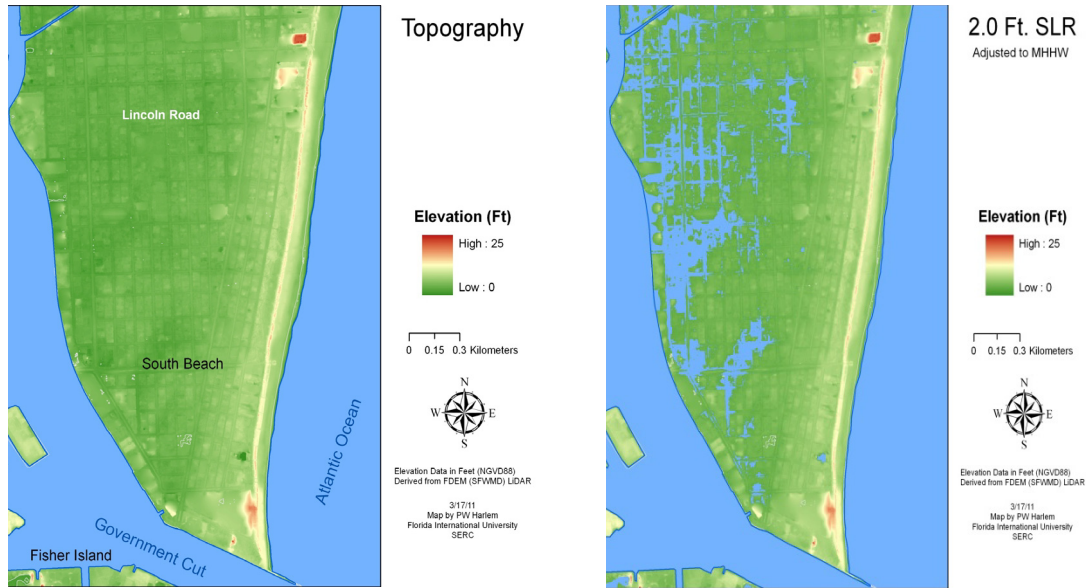 Topography
Lincoln Road
Elevation (Ft)
High : 25
Low : 0
0 0.15 0.3 Kilometers
South Beach
N
W E
S
Atlantic Ocean
Elevation Data in Feet (NGVD88)
Derived from FDEM (SFWMD) LiDAR
3/17/11
Map by PW Harlem
Florida International University
SERC
Government Cut
Fisher Island
2.0 Ft. SLR
Adjusted to MHHW
Elevation (Ft)
High : 25
Low : 0
0 0.15 0.3 Kilometers
N
W E
S
Elevation Data in Feet (NGVD88)
Derived from FDEM (SFWMD) LiDAR
3/17/11
Map by PW Harlem
Florida International University
SERC